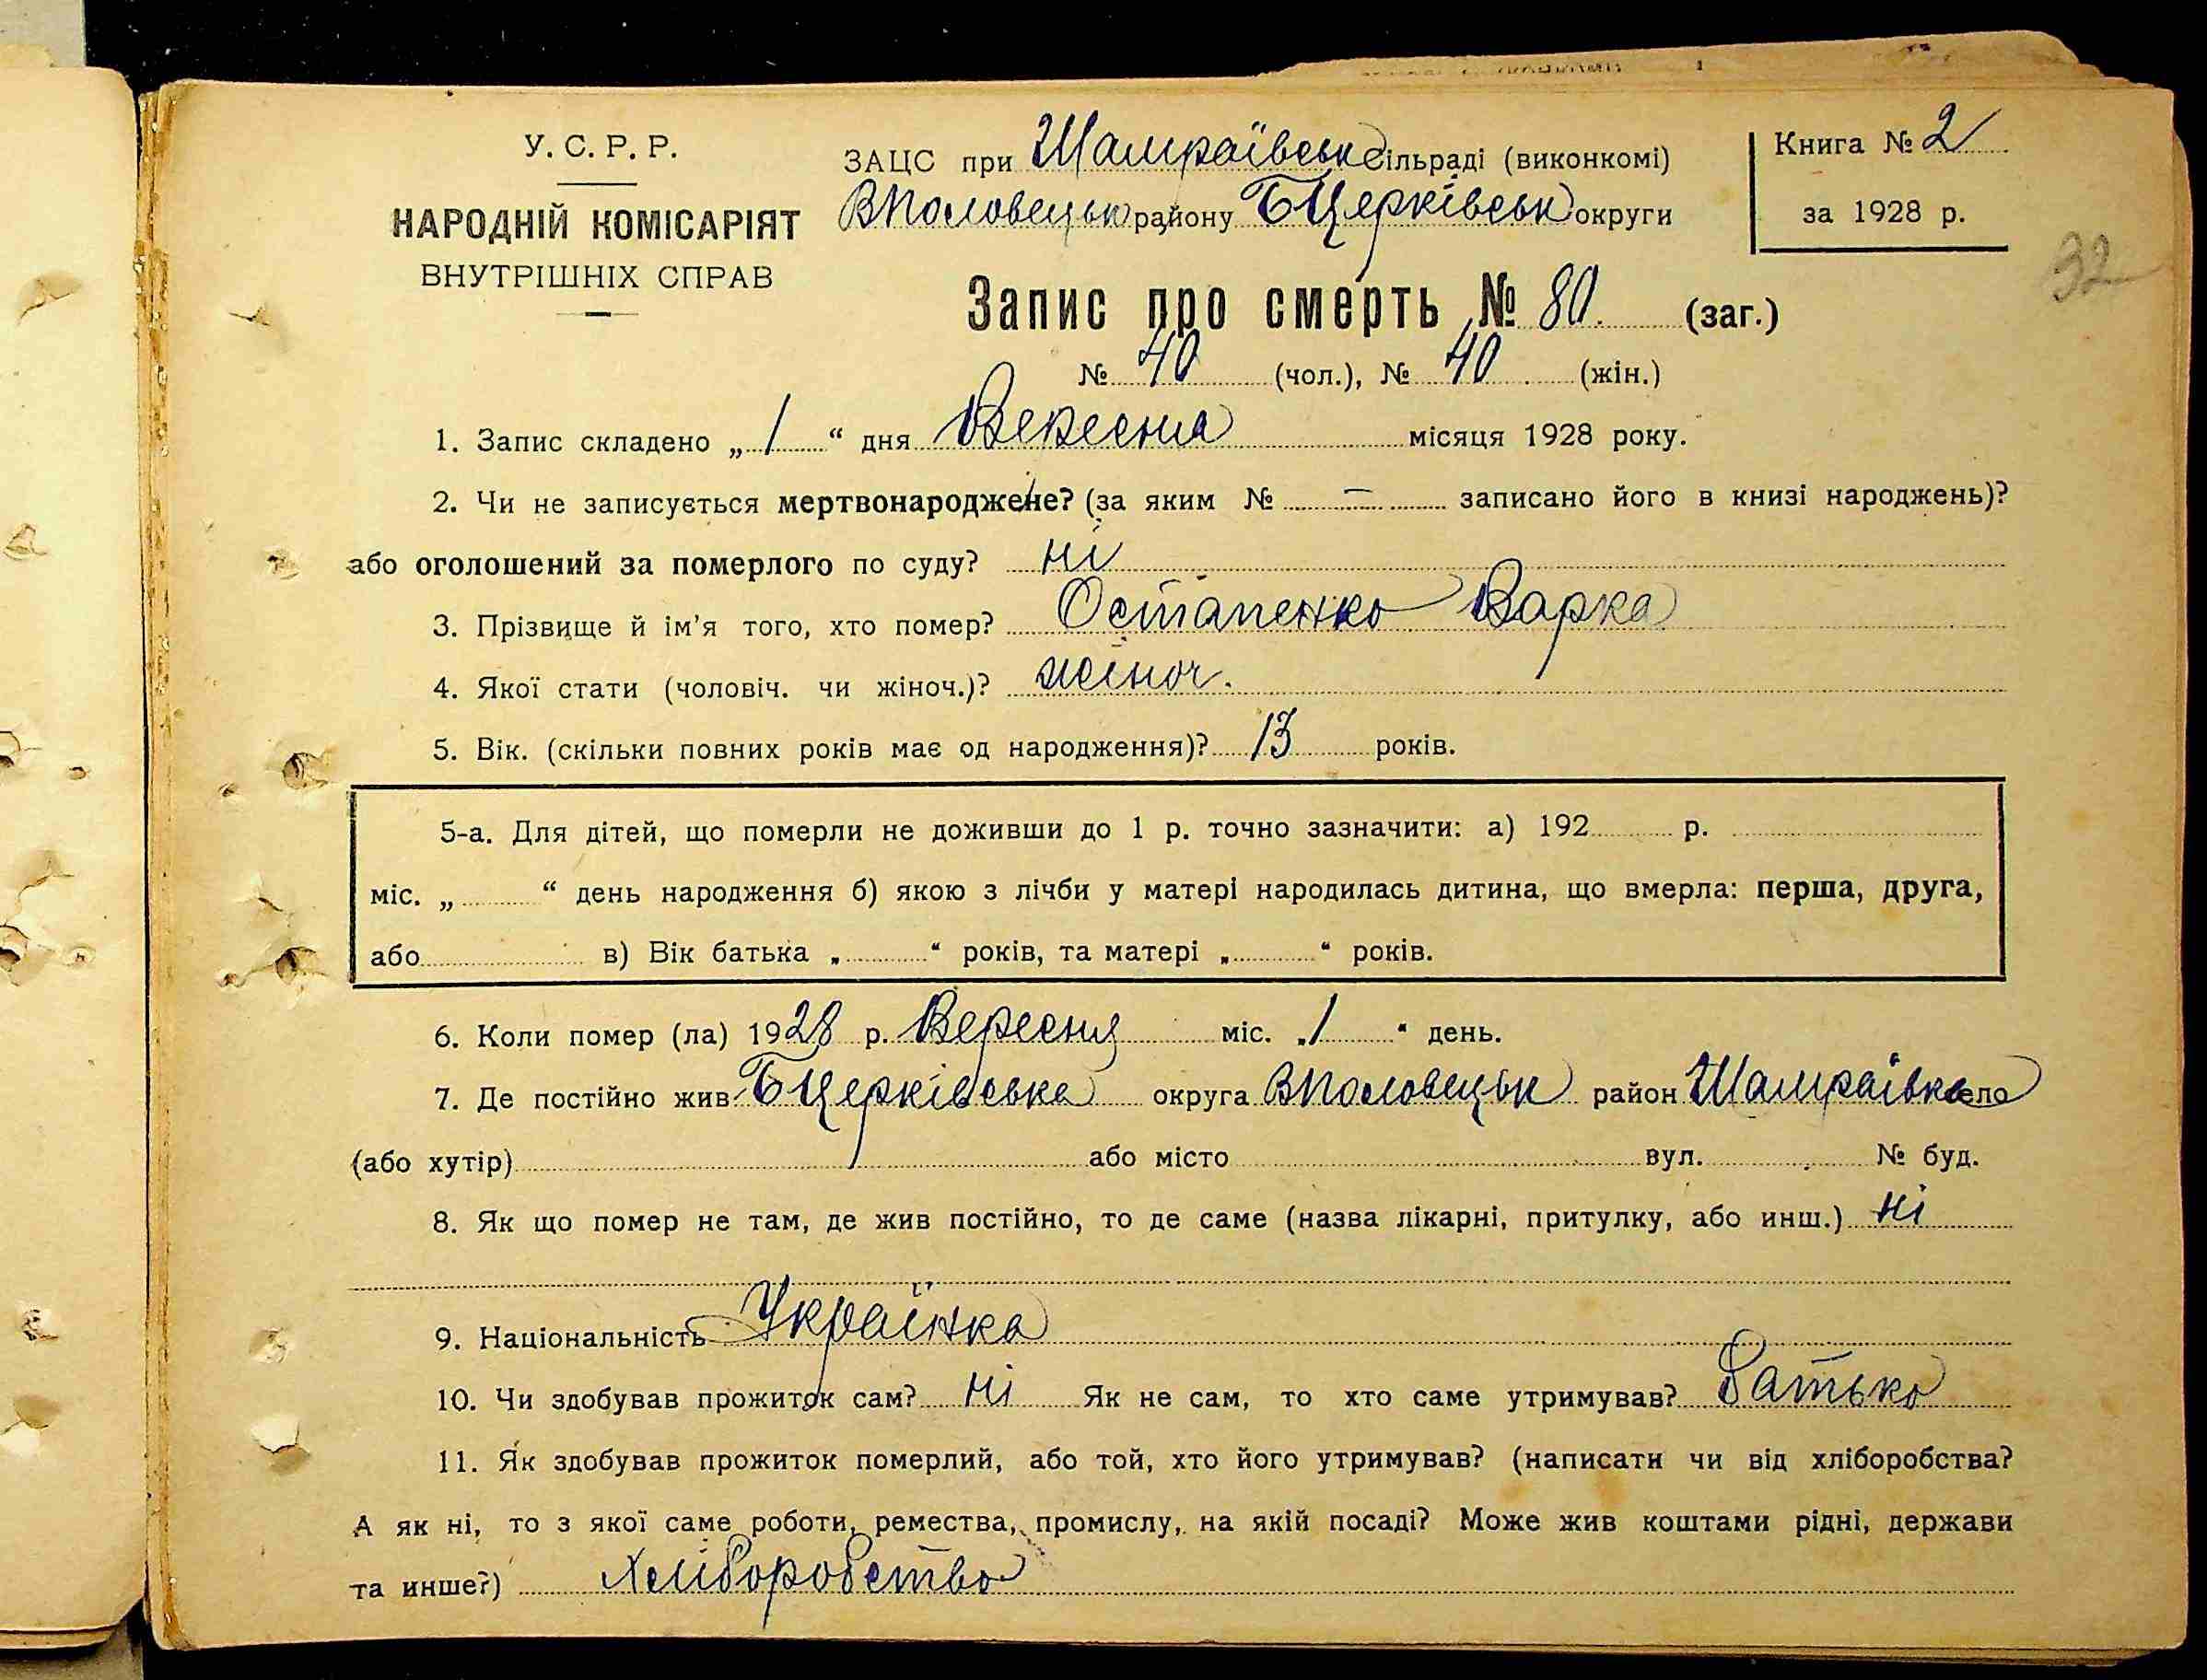 У. С. Р. Р.
НАРОДНІЙ КОМІСАРІЯТ
ВНУТРІШНІХ СПРАВ
ЗАЦС при Шамраївськ сільраді (виконкомі)
ВПоловецьк району БЦерківськ округи
Книга № 2
за 1928 р.
32
Запис про смерть № 80. (заг.)
№ 40 (чол.), № 40 (жін.)
1. Запис складено „ 1 “ дня Вересня місяця 1928 року.
2. Чи не записується мертвонароджене? (за яким № — записано його в книзі народжень)?
або оголошений за померлого по суду? ні
3. Прізвище й ім'я того, хто помер? Остапенко Варка
4. Якої стати (чоловіч. чи жіноч.)? жіноч.
5. Вік. (скільки повних років має од народження)? 13 років.
5-а. Для дітей, що померли не доживши до 1 р. точно зазначити: а) 192 р.
міс. „ “ день народження б) якою з лічби у матері народилась дитина, що вмерла: перша, друга,
або в) Вік батька „ “ років, та матері „ “ років.
6. Коли помер (ла) 1928 р. Вересня міс. „ 1 “ день.
7. Де постійно жив БЦерківська округа ВПоловецьк район Шамраївка село
(або хутір) або місто вул. № буд.
8. Як що помер не там, де жив постійно, то де саме (назва лікарні, притулку, або инш.) ні
9. Національність Українка
10. Чи здобував прожиток сам? ні Як не сам, то хто саме утримував? Батько
11. Як здобував прожиток померлий, або той, хто його утримував? (написати чи від хліборобства?
А як ні, то з якої саме роботи, ремества, промислу, на якій посаді? Може жив коштами рідні, держави
та инше?) Хліборобство